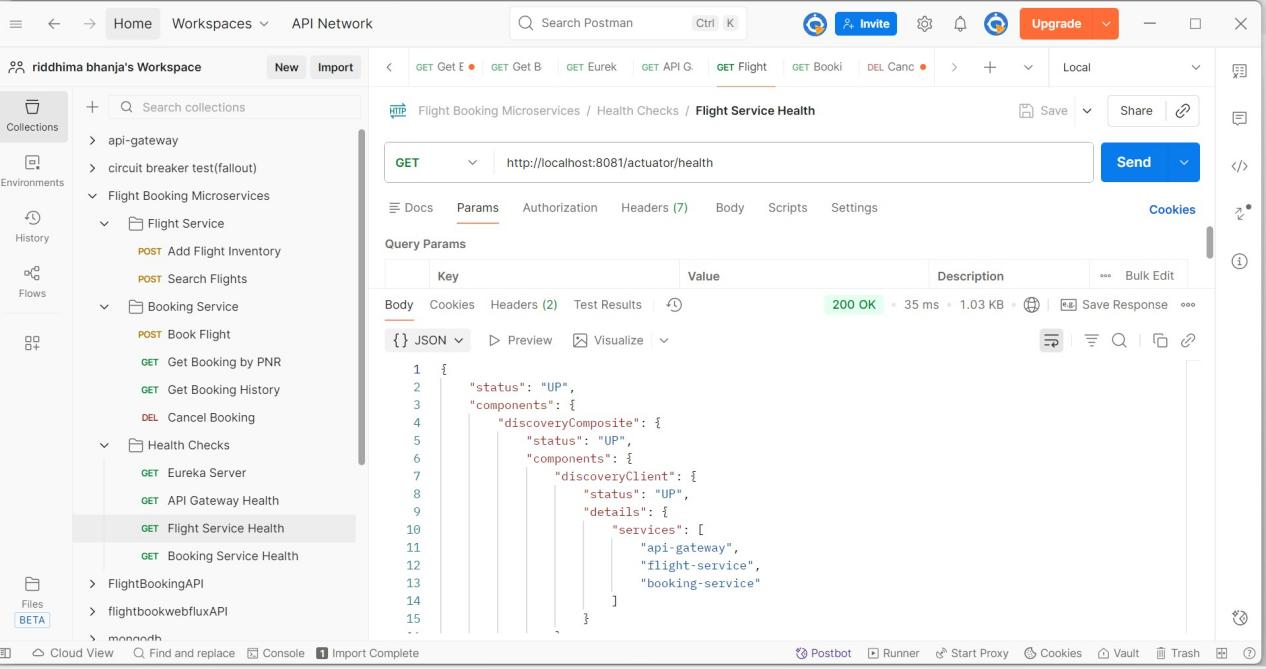 Home Workspaces API Network Search Postman Ctrl K Invite Upgrade
riddhima bhanja's Workspace New Import
GET Get E GET Get B GET Eurek GET API G. GET Flight GET Booki DEL Canc Local
Collections
Environments
History
Flows
Files
BETA
Search collections
api-gateway
circuit breaker test(fallout)
Flight Booking Microservices
Flight Service
POST Add Flight Inventory
POST Search Flights
Booking Service
POST Book Flight
GET Get Booking by PNR
GET Get Booking History
DEL Cancel Booking
Health Checks
GET Eureka Server
GET API Gateway Health
GET Flight Service Health
GET Booking Service Health
FlightBookingAPI
flightbookwebfluxAPI
mongodb
HTTP Flight Booking Microservices / Health Checks / Flight Service Health Save Share
GET http://localhost:8081/actuator/health Send
Docs Params Authorization Headers (7) Body Scripts Settings Cookies
Query Params
Key Value Description Bulk Edit
Body Cookies Headers (2) Test Results 200 OK 35 ms 1.03 KB e.g. Save Response
{} JSON Preview Visualize
1 {
2 "status": "UP",
3 "components": {
4 "discoveryComposite": {
5 "status": "UP",
6 "components": {
7 "discoveryClient": {
8 "status": "UP",
9 "details": {
10 "services": [
11 "api-gateway",
12 "flight-service",
13 "booking-service"
14 ]
15 }
Cloud View Find and replace Console 1 Import Complete Postbot Runner Start Proxy Cookies Vault Trash